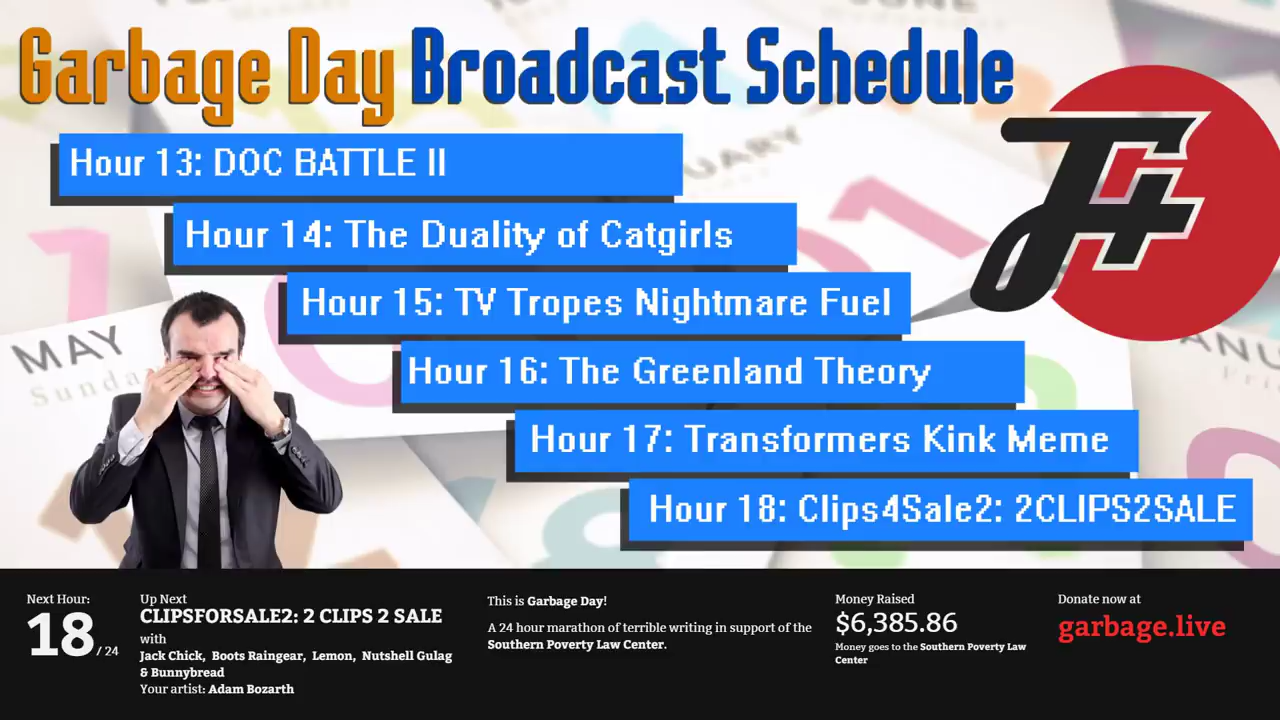 Garbage Day Broadcast Schedule
Hour 13: DOC BATTLE II
Hour 14: The Duality of Catgirls
Hour 15: TV Tropes Nightmare Fuel
Hour 16: The Greenland Theory
Hour 17: Transformers Kink Meme
Hour 18: Clips4Sale2: 2CLIPS2SALE
MAY
Sunday
Next Hour:
18 / 24
Up Next
CLIPSFORSALE2: 2 CLIPS 2 SALE
with
Jack Chick, Boots Raingear, Lemon, Nutshell Gulag
& Bunnybread
Your artist: Adam Bozarth
This is Garbage Day!
A 24 hour marathon of terrible writing in support of the
Southern Poverty Law Center.
Money Raised
$6,385.86
Money goes to the Southern Poverty Law
Center
Donate now at
garbage.live